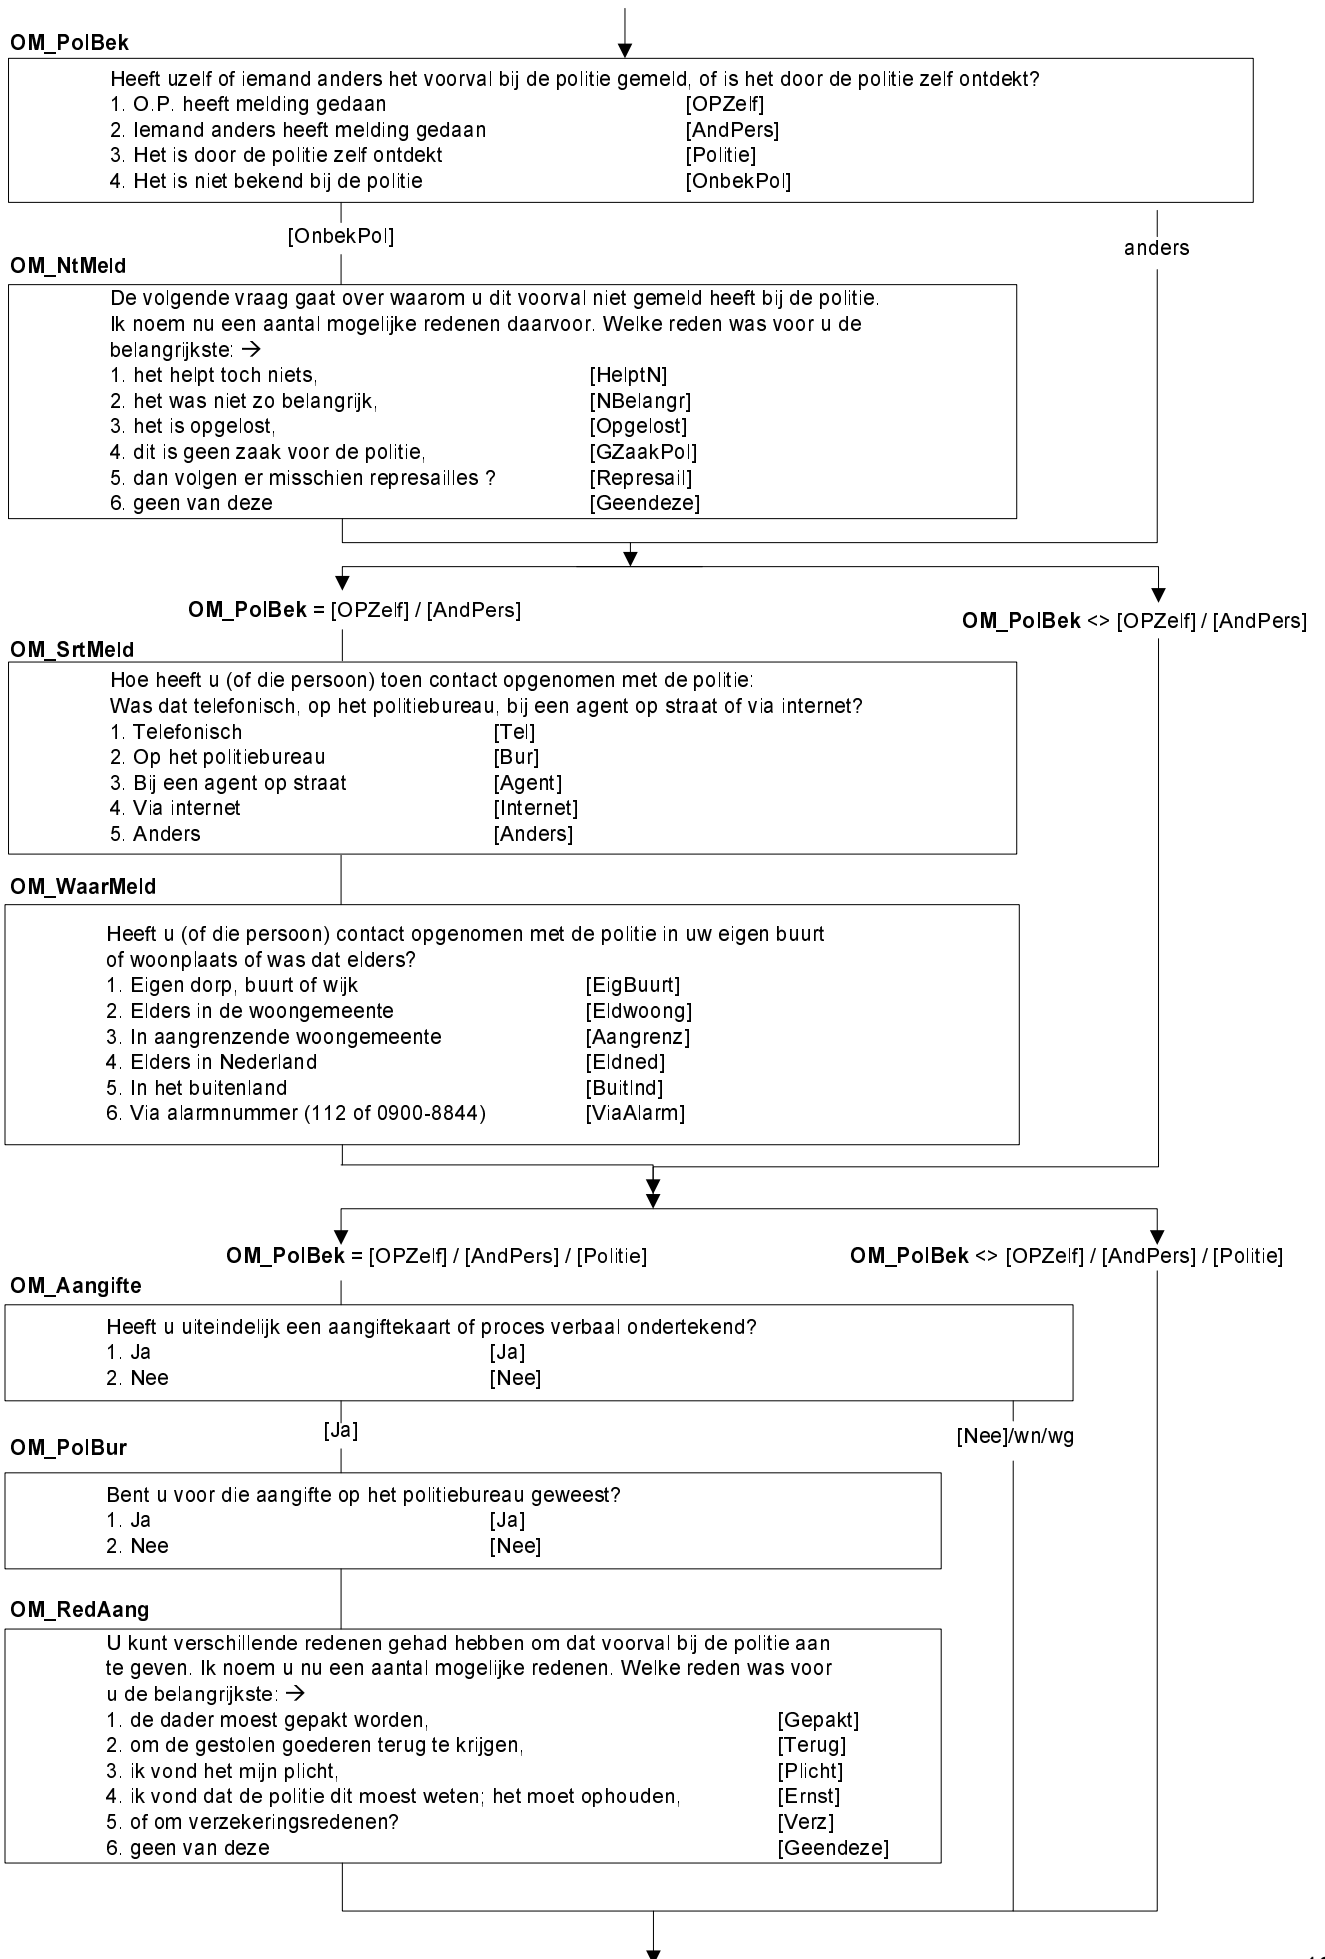 OM_PolBek
Heeft uzelf of iemand anders het voorval bij de politie gemeld, of is het door de politie zelf ontdekt?
1. O.P. heeft melding gedaan [OPZelf]
2. Iemand anders heeft melding gedaan [AndPers]
3. Het is door de politie zelf ontdekt [Politie]
4. Het is niet bekend bij de politie [OnbekPol]
[OnbekPol]
anders
OM_NtMeld
De volgende vraag gaat over waarom u dit voorval niet gemeld heeft bij de politie.
Ik noem nu een aantal mogelijke redenen daarvoor. Welke reden was voor u de
belangrijkste: →
1. het helpt toch niets, [HelptN]
2. het was niet zo belangrijk, [NBelangr]
3. het is opgelost, [Opgelost]
4. dit is geen zaak voor de politie, [GZaakPol]
5. dan volgen er misschien represailles ? [Represail]
6. geen van deze [Geendeze]
OM_PolBek = [OPZelf] / [AndPers]
OM_PolBek <> [OPZelf] / [AndPers]
OM_SrtMeld
Hoe heeft u (of die persoon) toen contact opgenomen met de politie:
Was dat telefonisch, op het politiebureau, bij een agent op straat of via internet?
1. Telefonisch [Tel]
2. Op het politiebureau [Bur]
3. Bij een agent op straat [Agent]
4. Via internet [Internet]
5. Anders [Anders]
OM_WaarMeld
Heeft u (of die persoon) contact opgenomen met de politie in uw eigen buurt
of woonplaats of was dat elders?
1. Eigen dorp, buurt of wijk [EigBuurt]
2. Elders in de woongemeente [Eldwoong]
3. In aangrenzende woongemeente [Aangrenz]
4. Elders in Nederland [Eldned]
5. In het buitenland [Buitlnd]
6. Via alarmnummer (112 of 0900-8844) [ViaAlarm]
OM_PolBek = [OPZelf] / [AndPers] / [Politie]
OM_PolBek <> [OPZelf] / [AndPers] / [Politie]
OM_Aangifte
Heeft u uiteindelijk een aangiftekaart of proces verbaal ondertekend?
1. Ja [Ja]
2. Nee [Nee]
[Ja]
[Nee]/wn/wg
OM_PolBur
Bent u voor die aangifte op het politiebureau geweest?
1. Ja [Ja]
2. Nee [Nee]
OM_RedAang
U kunt verschillende redenen gehad hebben om dat voorval bij de politie aan
te geven. Ik noem u nu een aantal mogelijke redenen. Welke reden was voor
u de belangrijkste: →
1. de dader moest gepakt worden, [Gepakt]
2. om de gestolen goederen terug te krijgen, [Terug]
3. ik vond het mijn plicht, [Plicht]
4. ik vond dat de politie dit moest weten; het moet ophouden, [Ernst]
5. of om verzekeringsredenen? [Verz]
6. geen van deze [Geendeze]